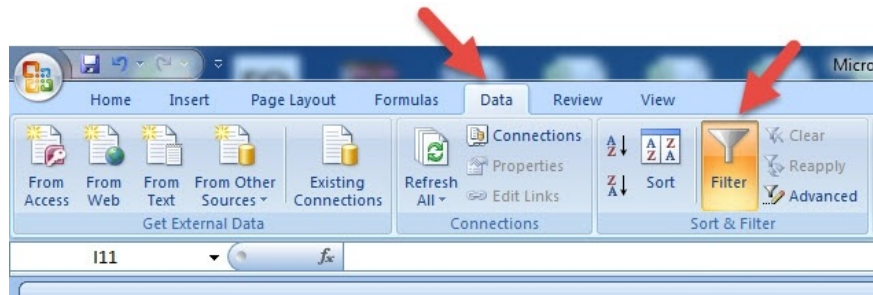 Micro
Home Insert Page Layout Formulas Data Review View
From Access
From Web
From Text
From Other Sources
Existing Connections
Get External Data
Refresh All
Connections
Properties
Edit Links
Connections
A Z
Z A
A Z
Z A
Sort
Filter
Clear
Reapply
Advanced
Sort & Filter
I11
fx